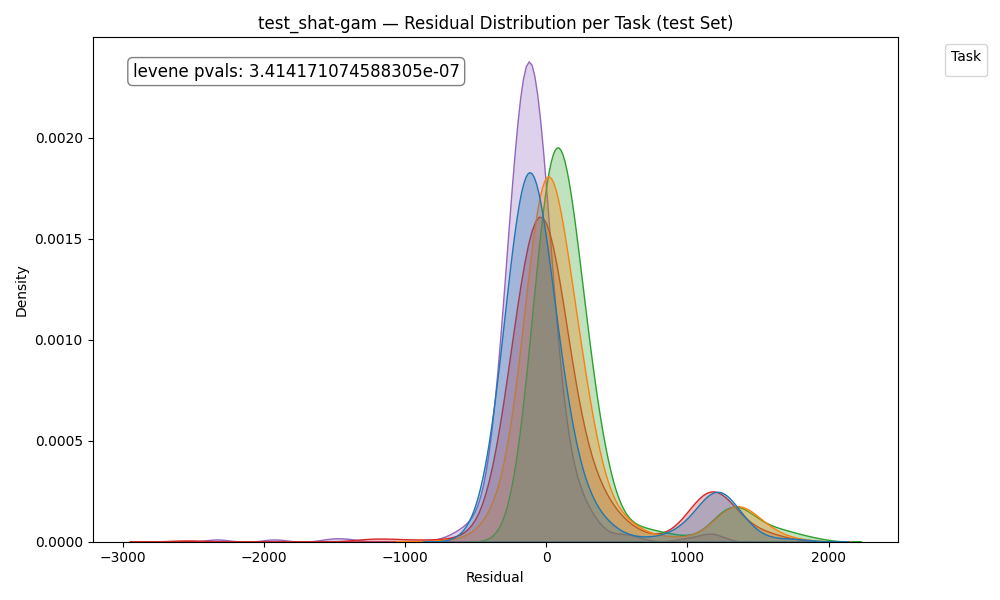 test_shat-gam — Residual Distribution per Task (test Set)
levene pvals: 3.414171074588305e-07
Task
0.0020
0.0015
0.0010
0.0005
0.0000
Density
−3000
−2000
−1000
0
1000
2000
Residual